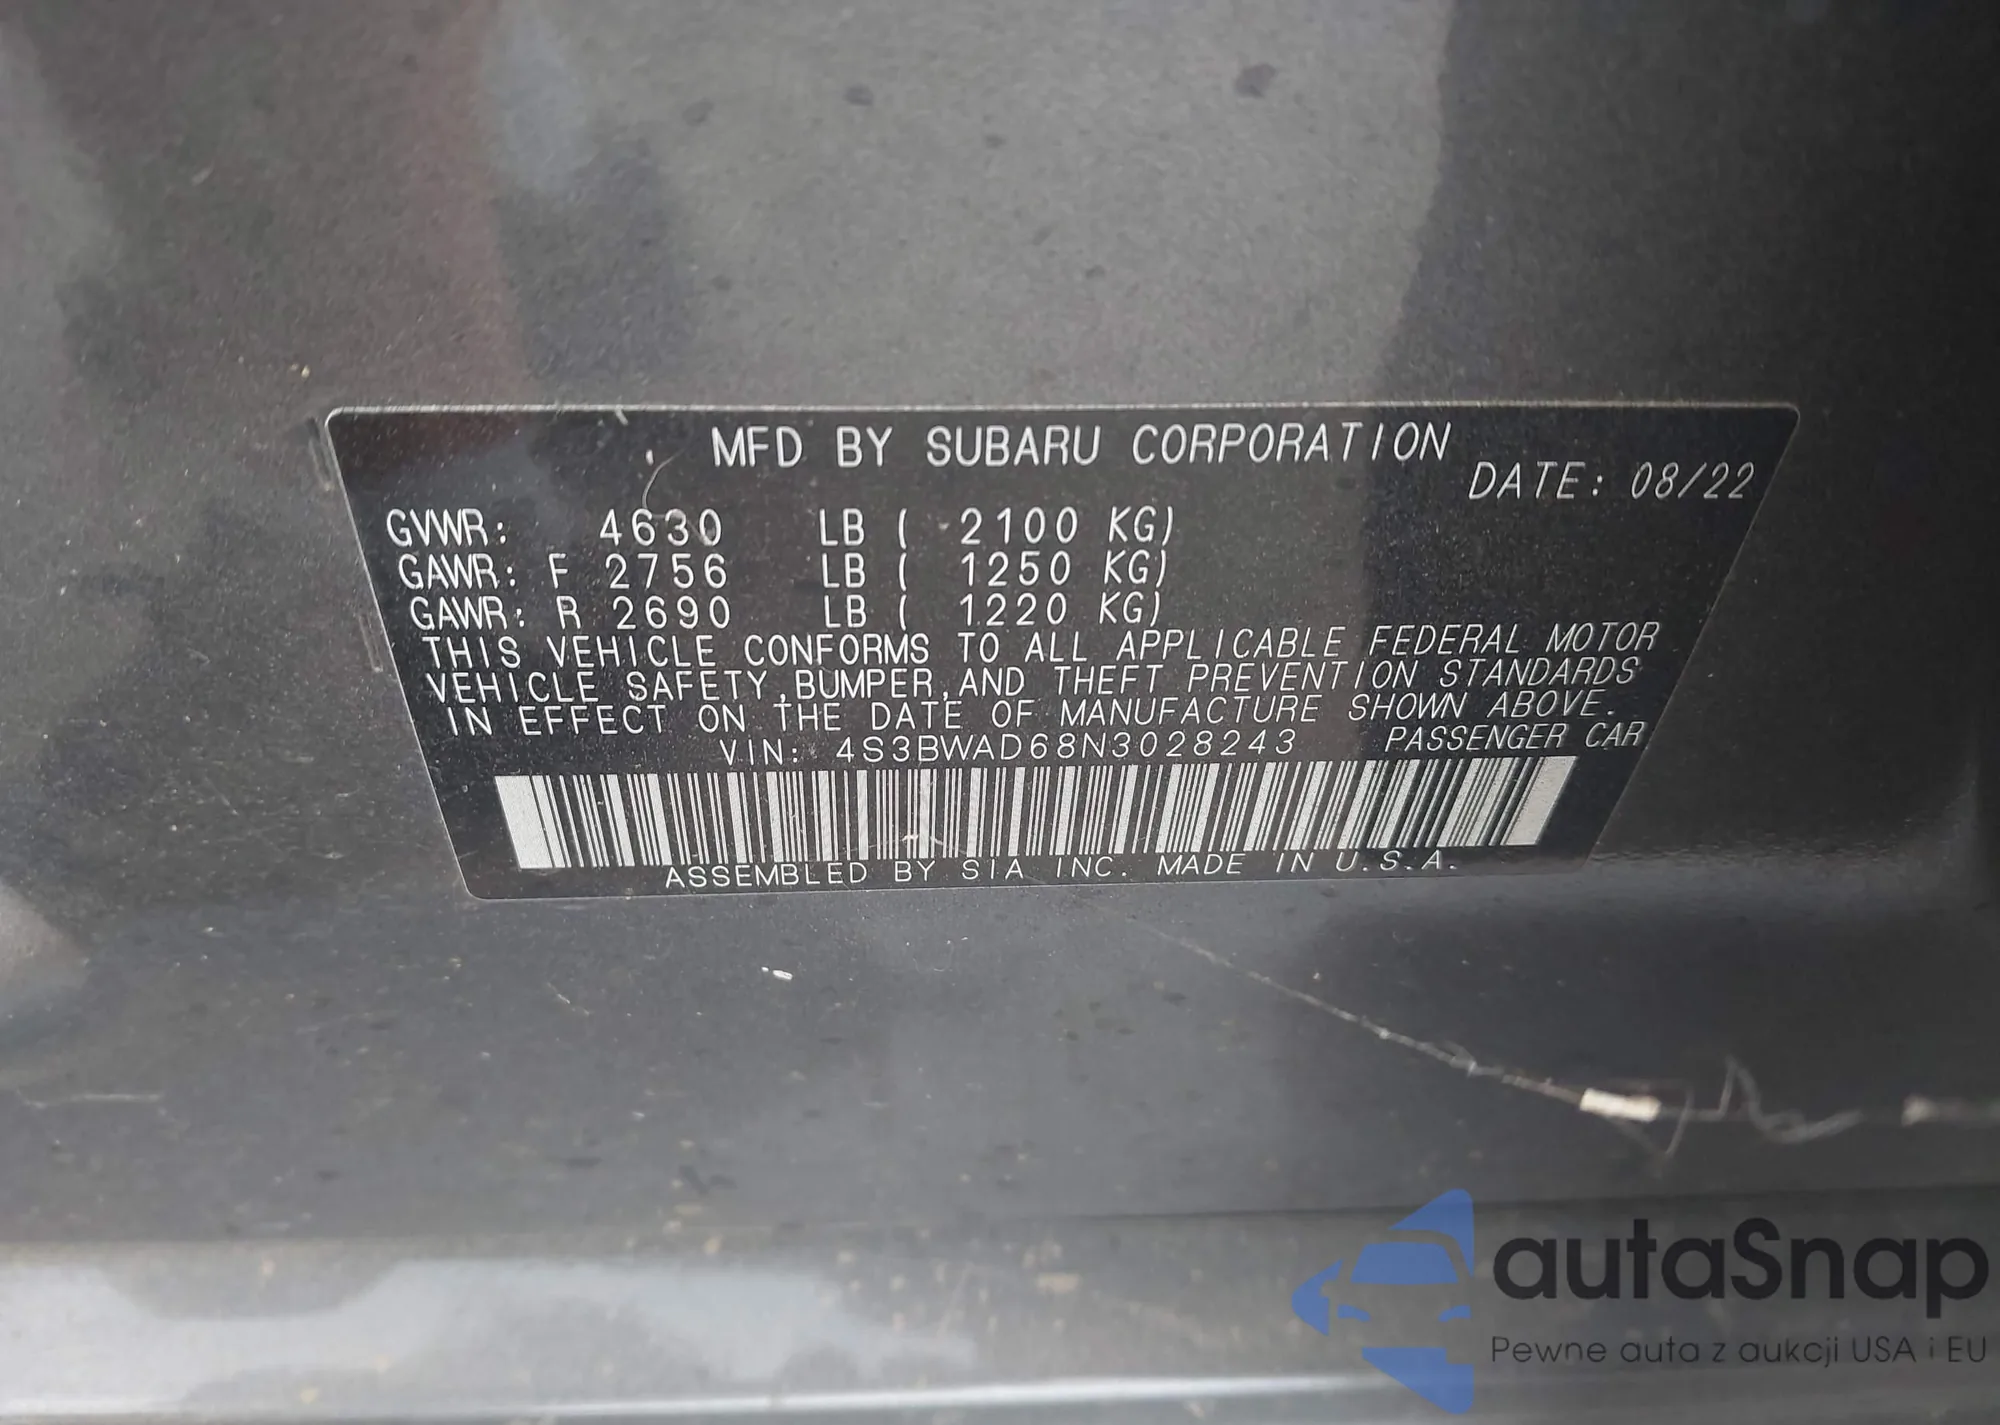 MFD BY SUBARU CORPORATION
DATE: 08/22
GVWR: 4630 LB ( 2100 KG)
GAWR: F 2756 LB ( 1250 KG)
GAWR: R 2690 LB ( 1220 KG)
THIS VEHICLE CONFORMS TO ALL APPLICABLE FEDERAL MOTOR
VEHICLE SAFETY,BUMPER,AND THEFT PREVENTION STANDARDS
IN EFFECT ON THE DATE OF MANUFACTURE SHOWN ABOVE.
VIN: 4S3BWAD68N3028243 PASSENGER CAR
ASSEMBLED BY SIA INC. MADE IN U.S.A.
autaSnap
Pewne auta z aukcji USA i EU